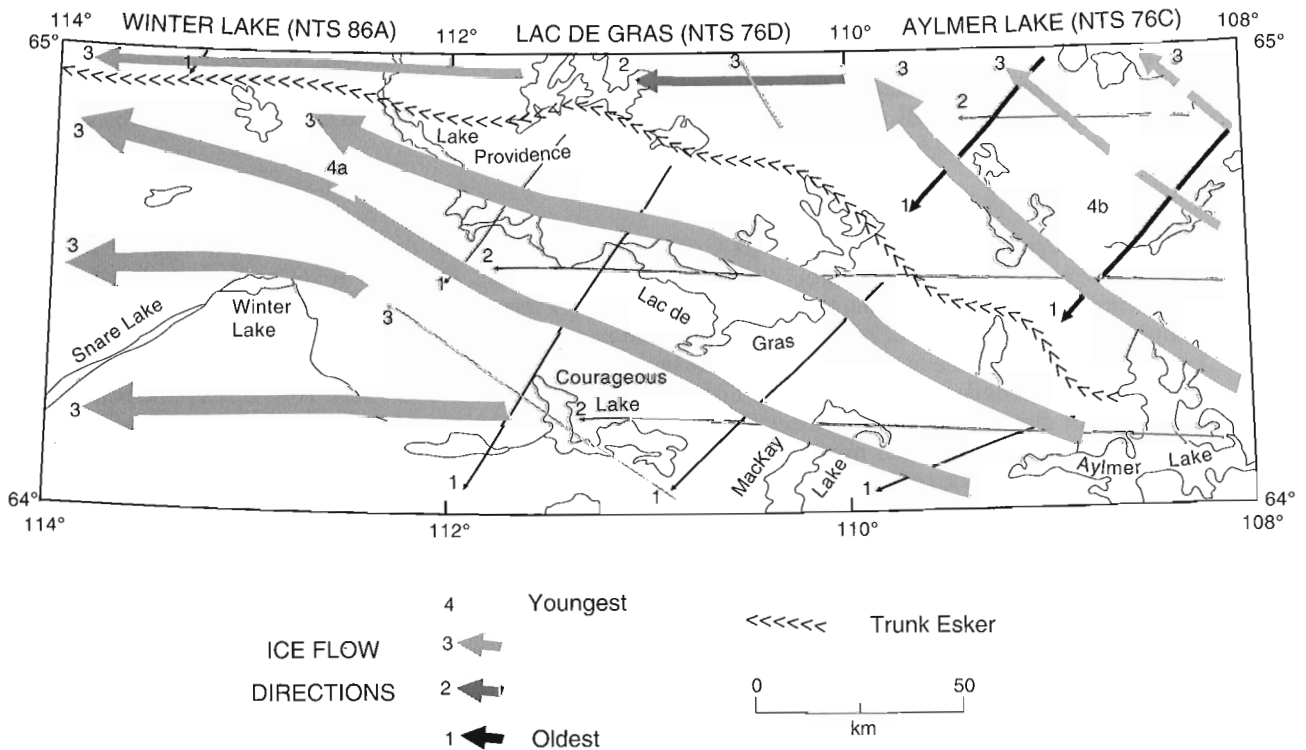 WINTER LAKE (NTS 86A) LAC DE GRAS (NTS 76D) AYLMER LAKE (NTS 76C)
114° 112° 110° 108°
65° 65°
3 1 2 3 3 3 3
2
3 3
Lake
Providence
4a
1 4b
3 2
1
1
Lac de
Gras
Snare Lake
Winter
Lake
3
Courageous
Lake
3 2
MacKay
Lake
Aylmer Lake
1 1 1
64° 64°
114° 112° 110° 108°
4 Youngest
ICE FLOW 3
DIRECTIONS 2
1 Oldest
<<<<<< Trunk Esker
0 50
km